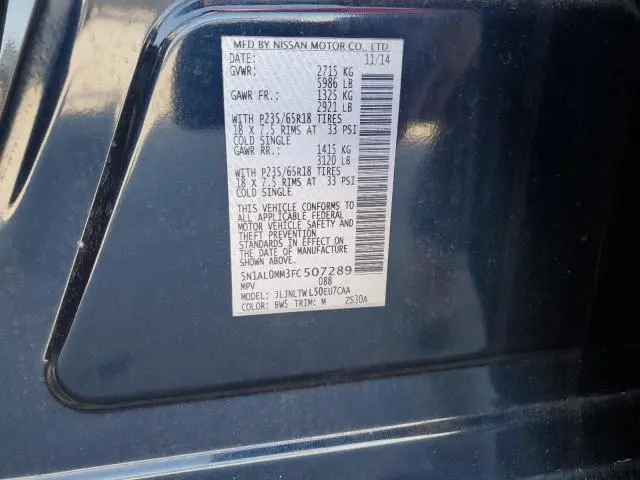 MFD BY NISSAN MOTOR CO., LTD.
DATE: 11/14
GVWR: 2715 KG
5986 LB
GAWR FR.: 1325 KG
2921 LB
WITH P235/65R18 TIRES
18 X 7.5 RIMS AT 33 PSI
COLD SINGLE
GAWR RR.: 1415 KG
3120 LB
WITH P235/65R18 TIRES
18 X 7.5 RIMS AT 33 PSI
COLD SINGLE
THIS VEHICLE CONFORMS TO
ALL APPLICABLE FEDERAL
MOTOR VEHICLE SAFETY AND
THEFT PREVENTION
STANDARDS IN EFFECT ON
THE DATE OF MANUFACTURE
SHOWN ABOVE.
5N1AL0MM3FC507289
MPV 088
MODEL: JLJNLTWL50EU7CAA
COLOR: BW5 TRIM: M ZS30A